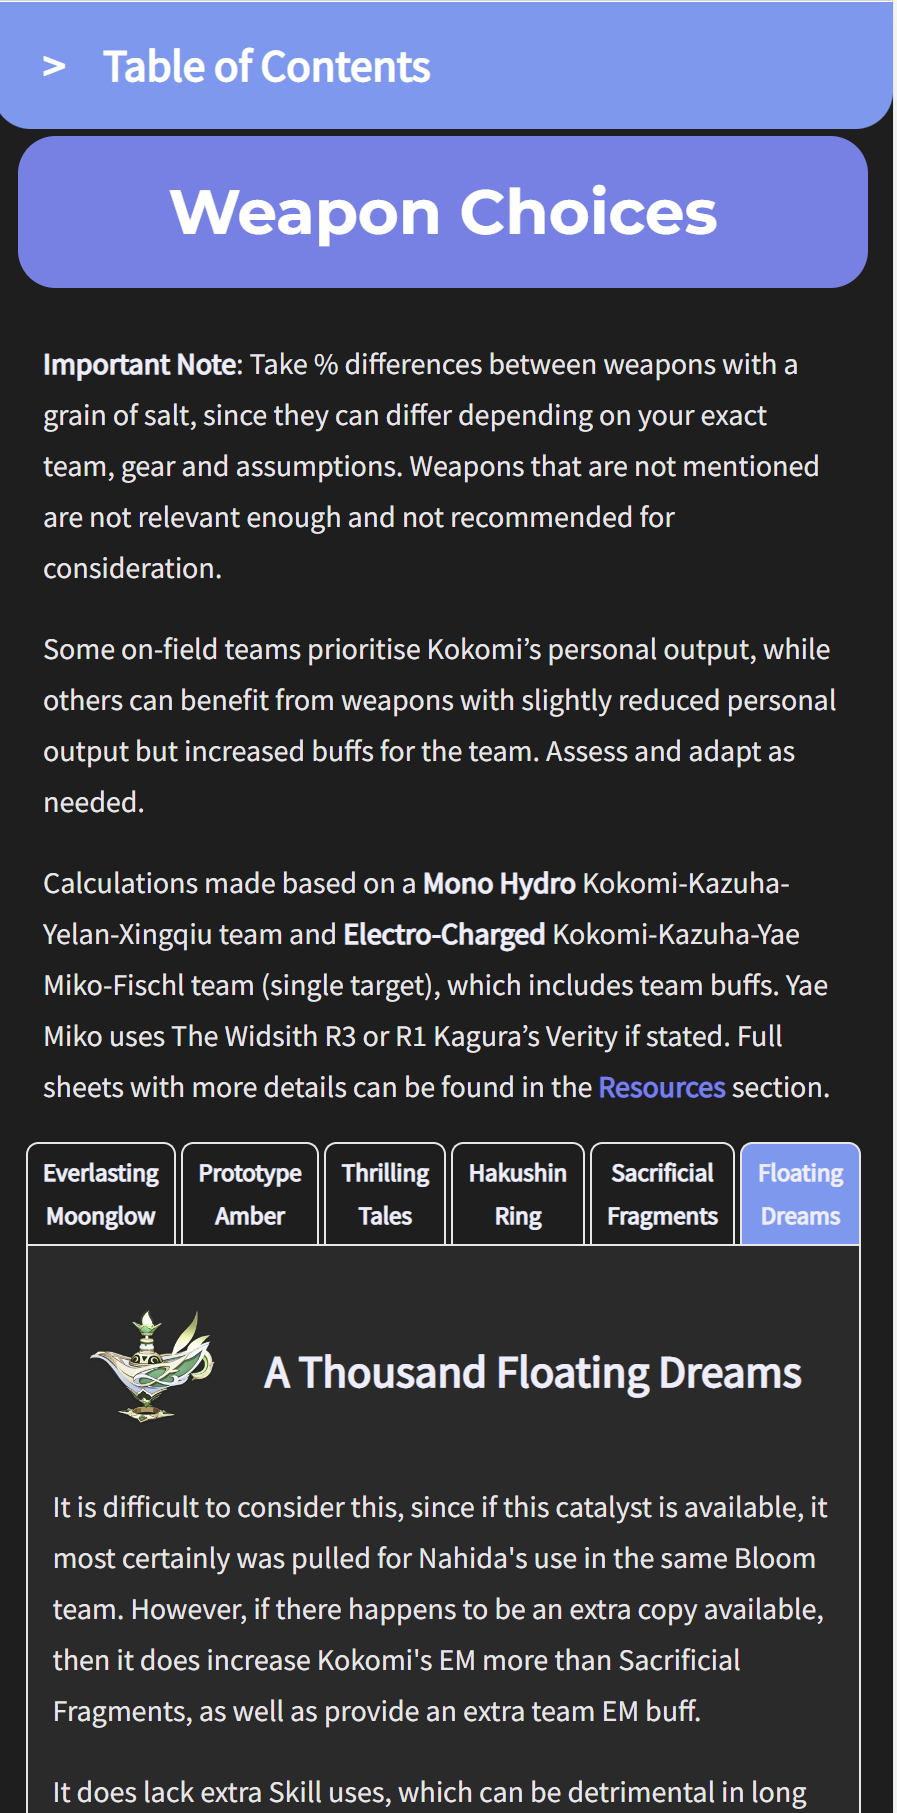 > Table of Contents
Weapon Choices
Important Note: Take % differences between weapons with a
grain of salt, since they can differ depending on your exact
team, gear and assumptions. Weapons that are not mentioned
are not relevant enough and not recommended for
consideration.
Some on-field teams prioritise Kokomi’s personal output, while
others can benefit from weapons with slightly reduced personal
output but increased buffs for the team. Assess and adapt as
needed.
Calculations made based on a Mono Hydro Kokomi-Kazuha-
Yelan-Xingqiu team and Electro-Charged Kokomi-Kazuha-Yae
Miko-Fischl team (single target), which includes team buffs. Yae
Miko uses The Widsith R3 or R1 Kagura’s Verity if stated. Full
sheets with more details can be found in the Resources section.
Everlasting
Moonglow
Prototype
Amber
Thrilling
Tales
Hakushin
Ring
Sacrificial
Fragments
Floating
Dreams
A Thousand Floating Dreams
It is difficult to consider this, since if this catalyst is available, it
most certainly was pulled for Nahida's use in the same Bloom
team. However, if there happens to be an extra copy available,
then it does increase Kokomi's EM more than Sacrificial
Fragments, as well as provide an extra team EM buff.
It does lack extra Skill uses, which can be detrimental in long